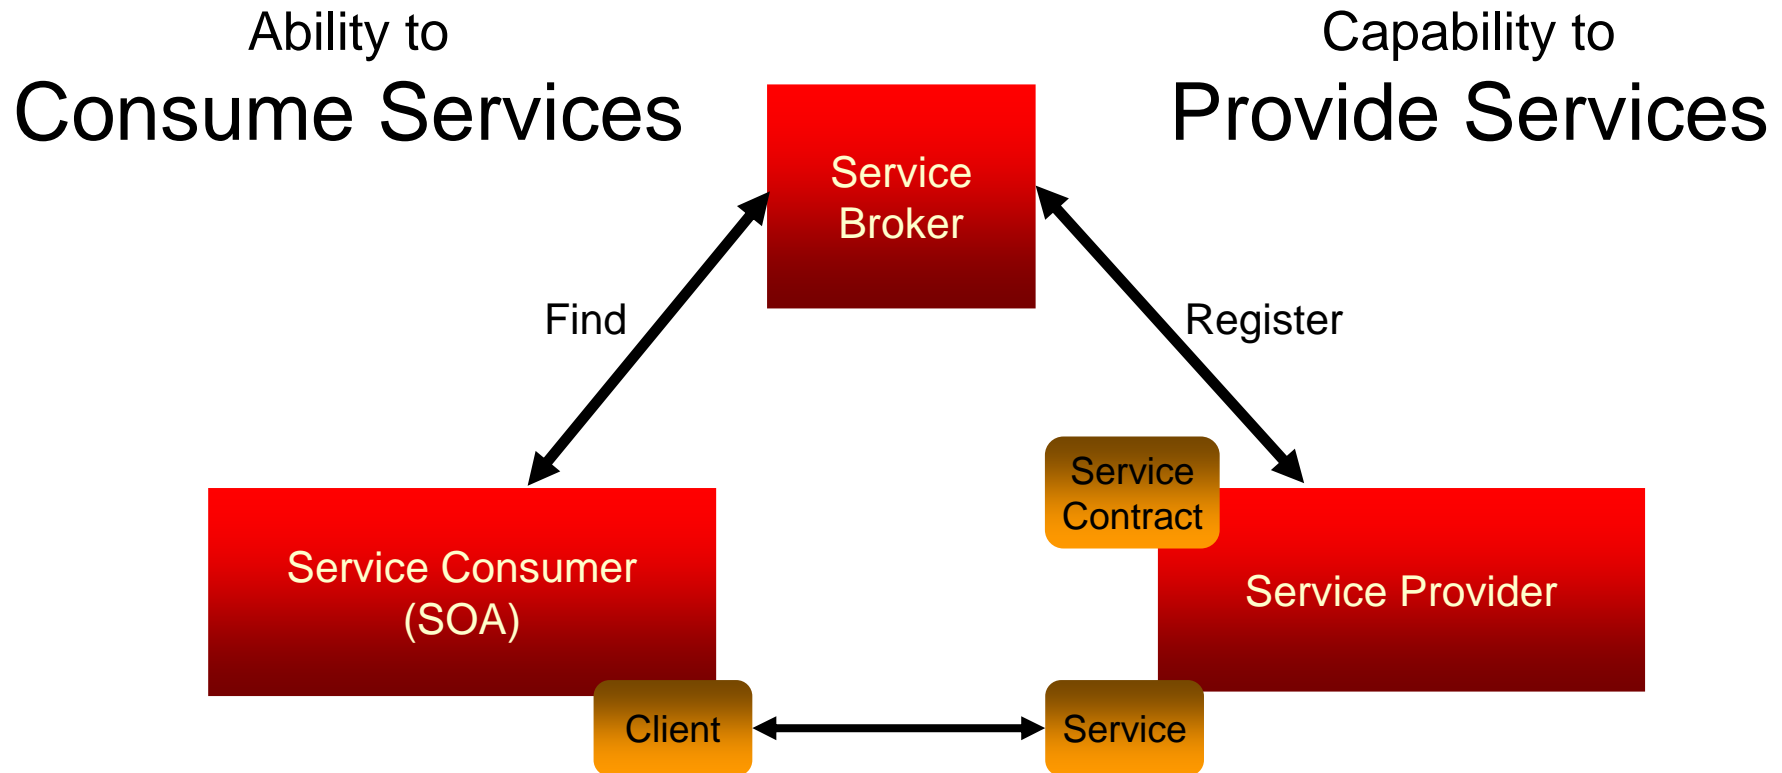 Ability to
Consume Services
Capability to
Provide Services
Service
Broker
Find
Register
Service
Contract
Service Consumer
(SOA)
Service Provider
Client
Service